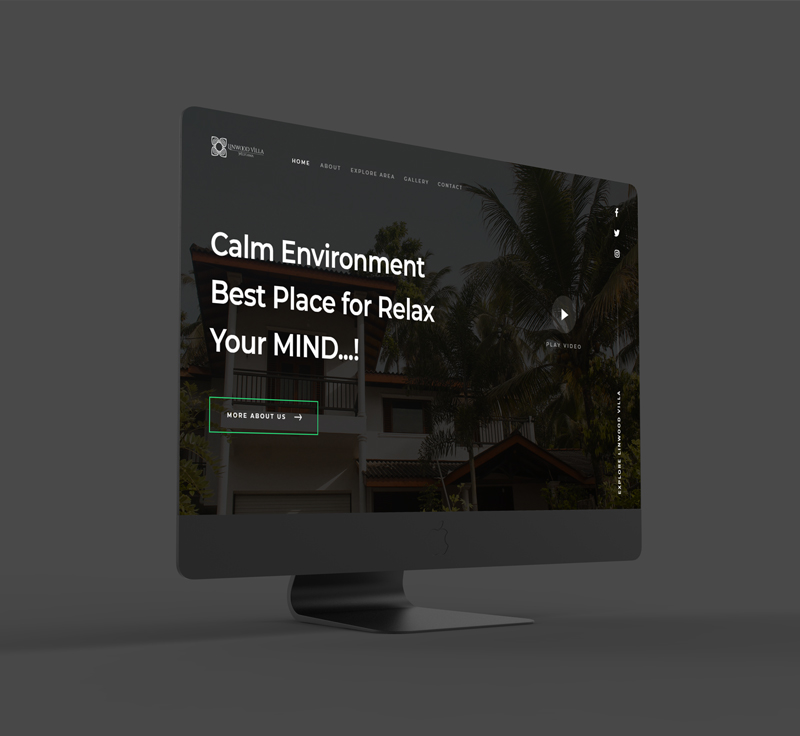 LINWOOD VILLA
HOME ABOUT EXPLORE AREA GALLERY CONTACT
Calm Environment
Best Place for Relax
Your MIND...!
MORE ABOUT US
PLAY VIDEO
EXPLORE LINWOOD VILLA